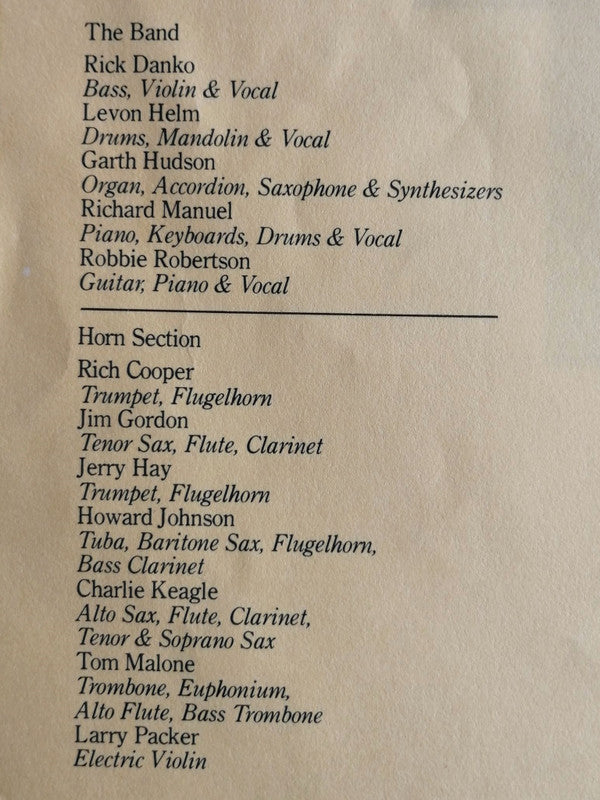 The Band
Rick Danko
Bass, Violin & Vocal
Levon Helm
Drums, Mandolin & Vocal
Garth Hudson
Organ, Accordion, Saxophone & Synthesizers
Richard Manuel
Piano, Keyboards, Drums & Vocal
Robbie Robertson
Guitar, Piano & Vocal
Horn Section
Rich Cooper
Trumpet, Flugelhorn
Jim Gordon
Tenor Sax, Flute, Clarinet
Jerry Hay
Trumpet, Flugelhorn
Howard Johnson
Tuba, Baritone Sax, Flugelhorn,
Bass Clarinet
Charlie Keagle
Alto Sax, Flute, Clarinet,
Tenor & Soprano Sax
Tom Malone
Trombone, Euphonium,
Alto Flute, Bass Trombone
Larry Packer
Electric Violin